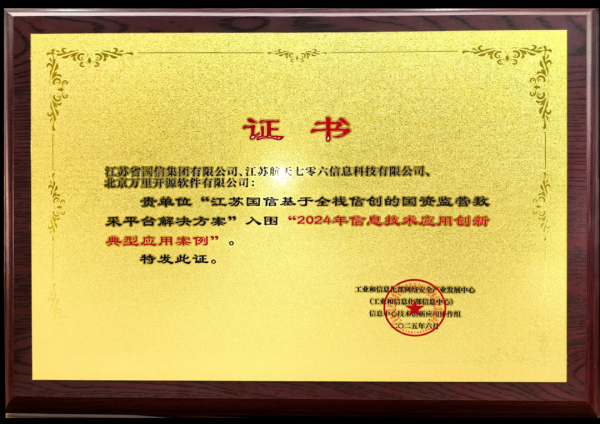 证书
江苏省国信集团有限公司、江苏航天七零六信息科技有限公司、
北京万里开源软件有限公司：
贵单位“江苏国信基于全栈信创的国资监管数
采平台解决方案”入围“2024年信息技术应用创新
典型应用案例”。
特发此证。
工业和信息化部网络安全产业发展中心
（工业和信息化部信息中心）
信息中心技术创新应用工作组
二〇二五年六月